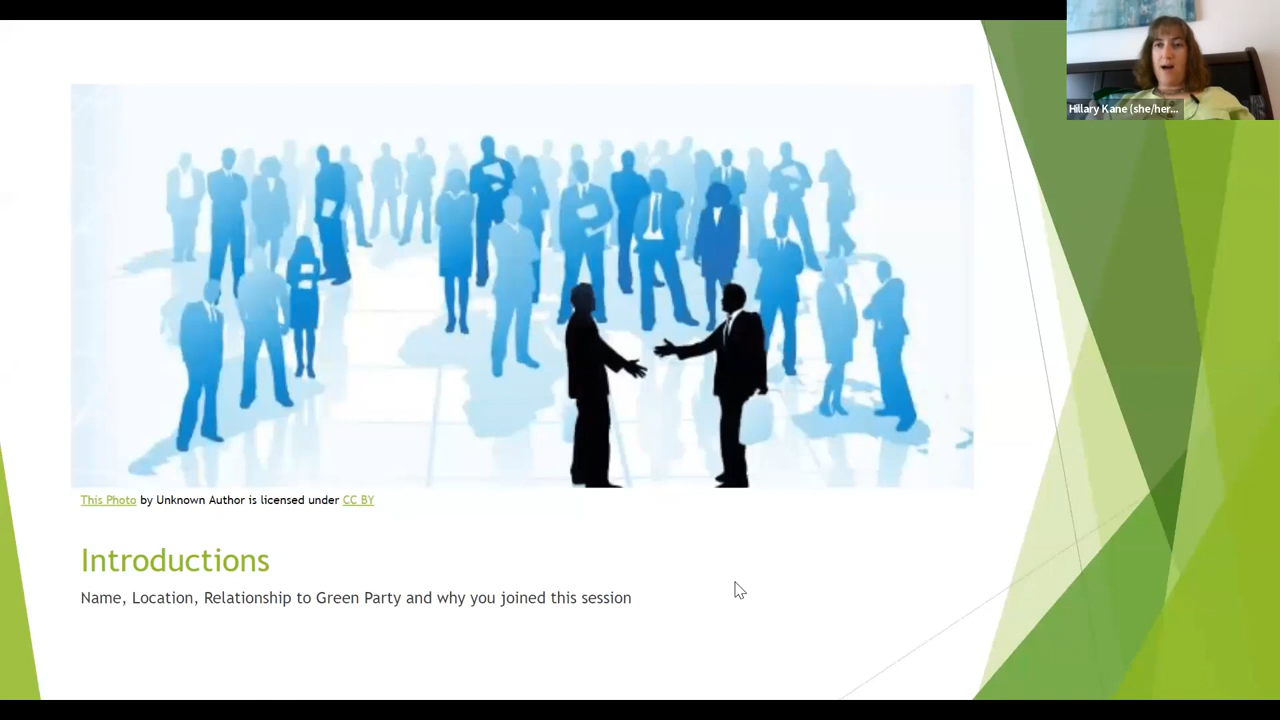 Hillary Kane (she/her...
This Photo by Unknown Author is licensed under CC BY
Introductions
Name, Location, Relationship to Green Party and why you joined this session